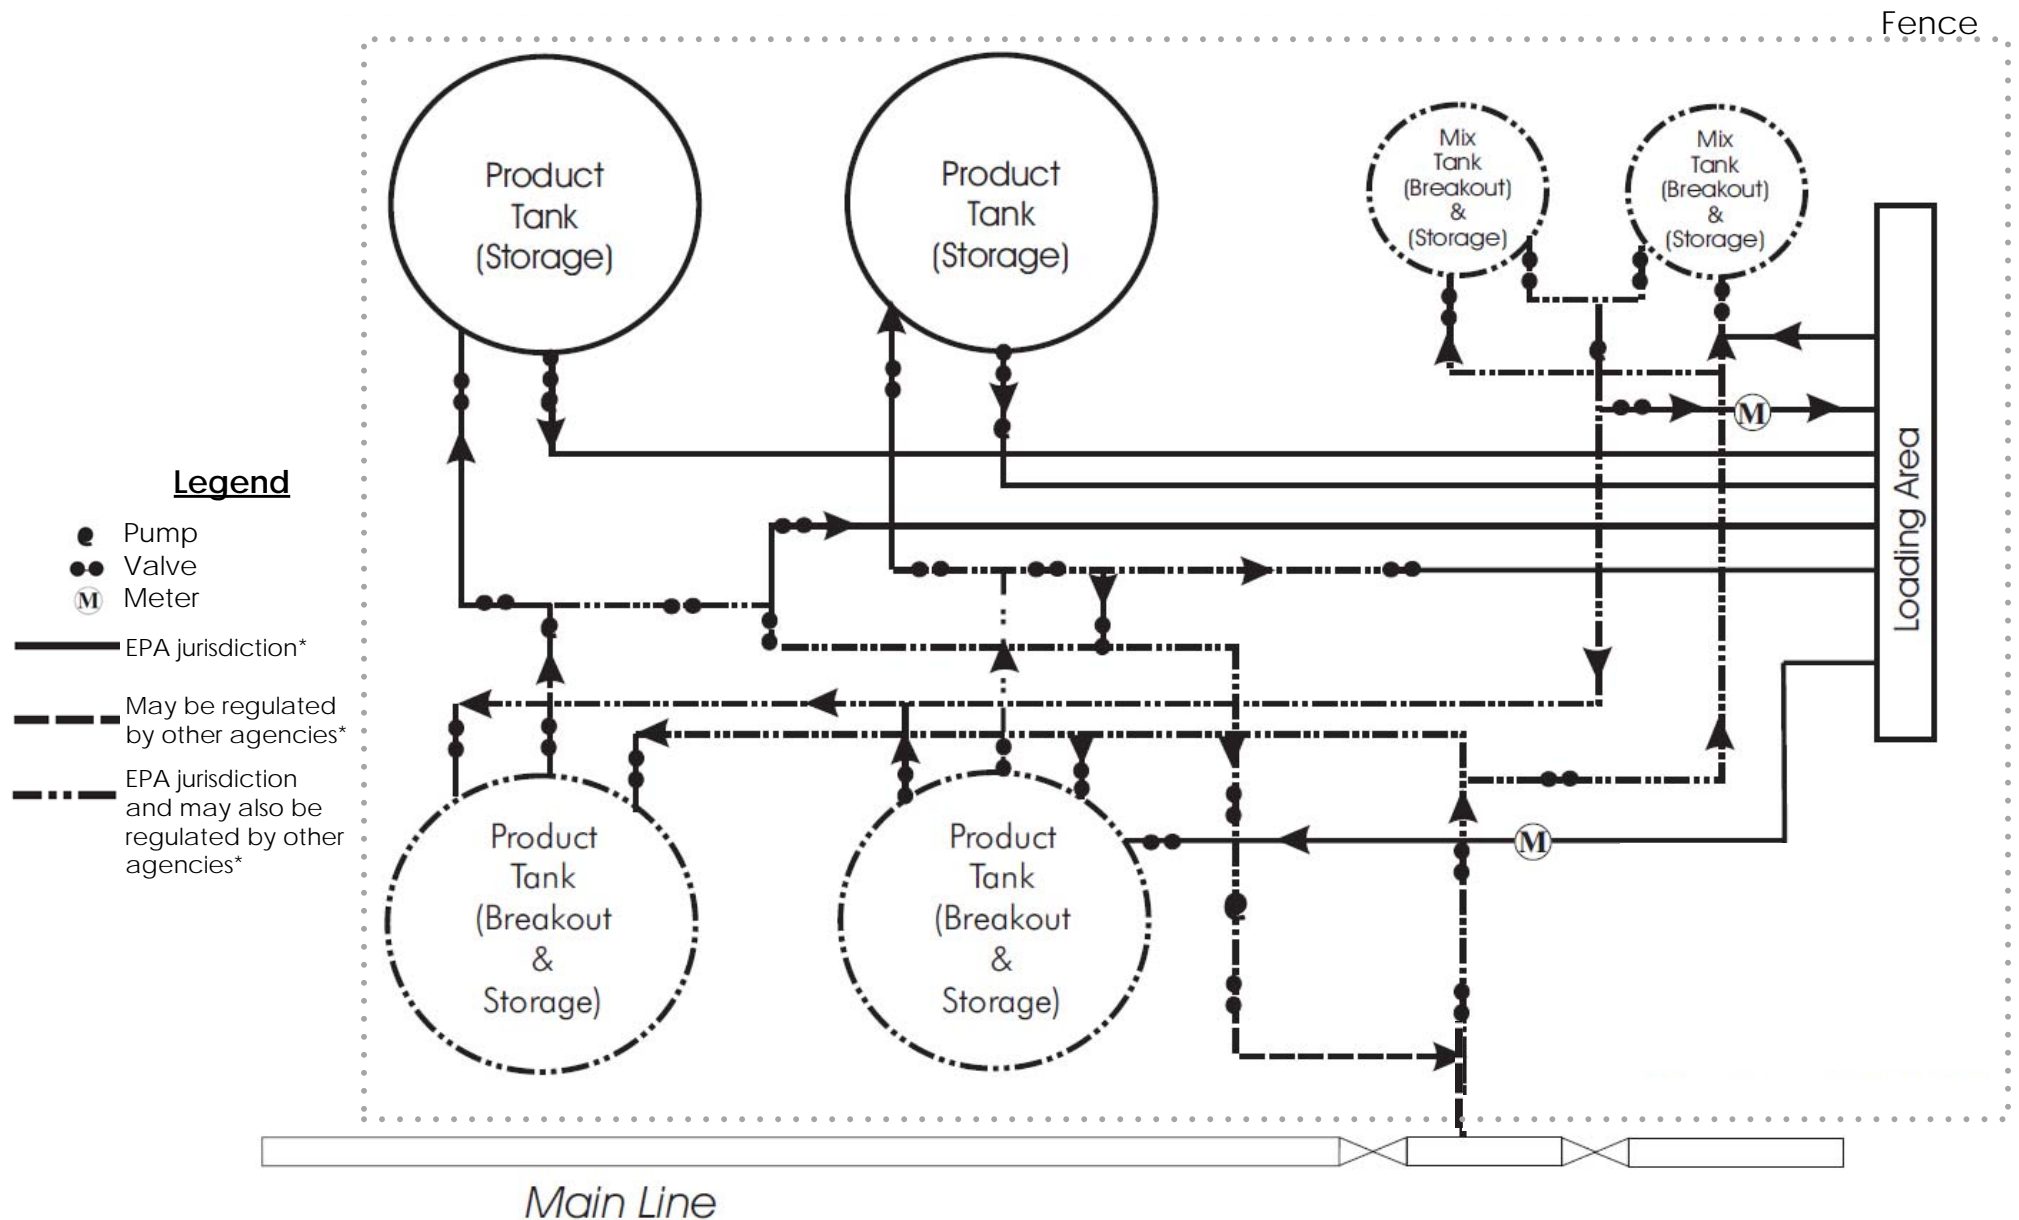 Fence
Product
Tank
(Storage)
Product
Tank
(Storage)
Mix
Tank
(Breakout)
&
(Storage)
Mix
Tank
(Breakout)
&
(Storage)
M
Loading Area
Legend
Pump
Valve
M Meter
EPA jurisdiction*
May be regulated
by other agencies*
EPA jurisdiction
and may also be
regulated by other
agencies*
M
Product
Tank
(Breakout
&
Storage)
Product
Tank
(Breakout
&
Storage)
Main Line